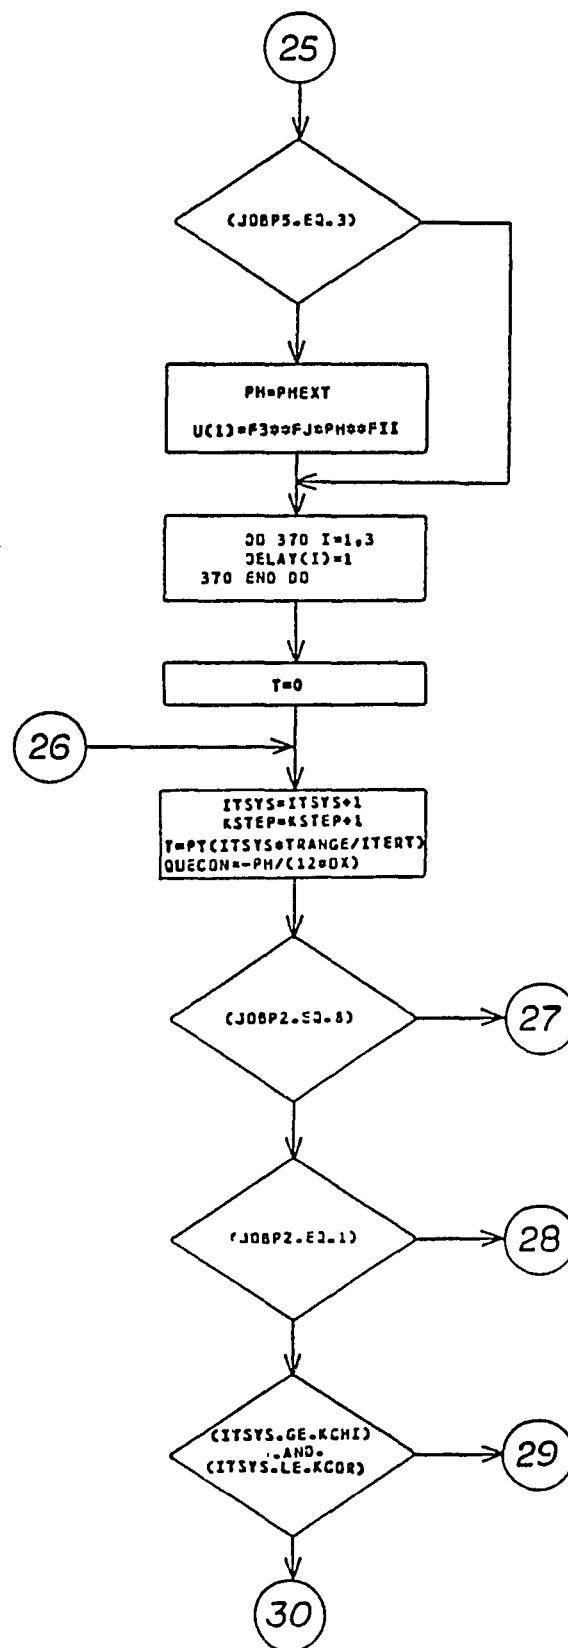 25
(JOBP5.EQ.3)
PH=PHEXT
U(1)=F3**FJ*PH**FII
DO 370 I=1,3
DELAY(I)=1
370 END DO
T=0
26
ITSYS=ITSYS+1
KSTEP=KSTEP+1
T=PT(ITSYS*TRANGE/ITERT)
QUECON=-PH/(12*DX)
(JOBP2.EQ.8)
27
(JOBP2.EQ.1)
28
(ITSYS.GE.KCHI)
.AND.
(ITSYS.LE.KCOR)
29
30